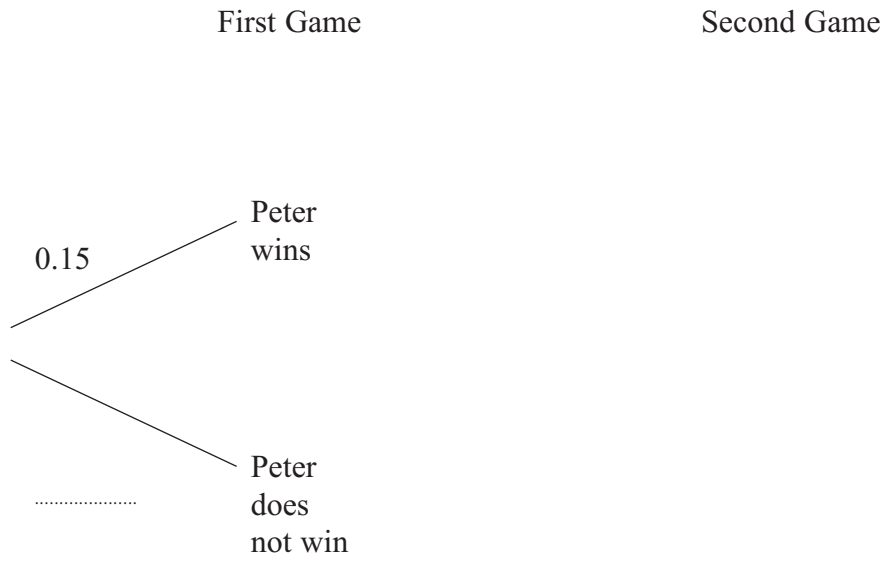 First Game
Second Game
0.15
Peter
wins
Peter
does
not win